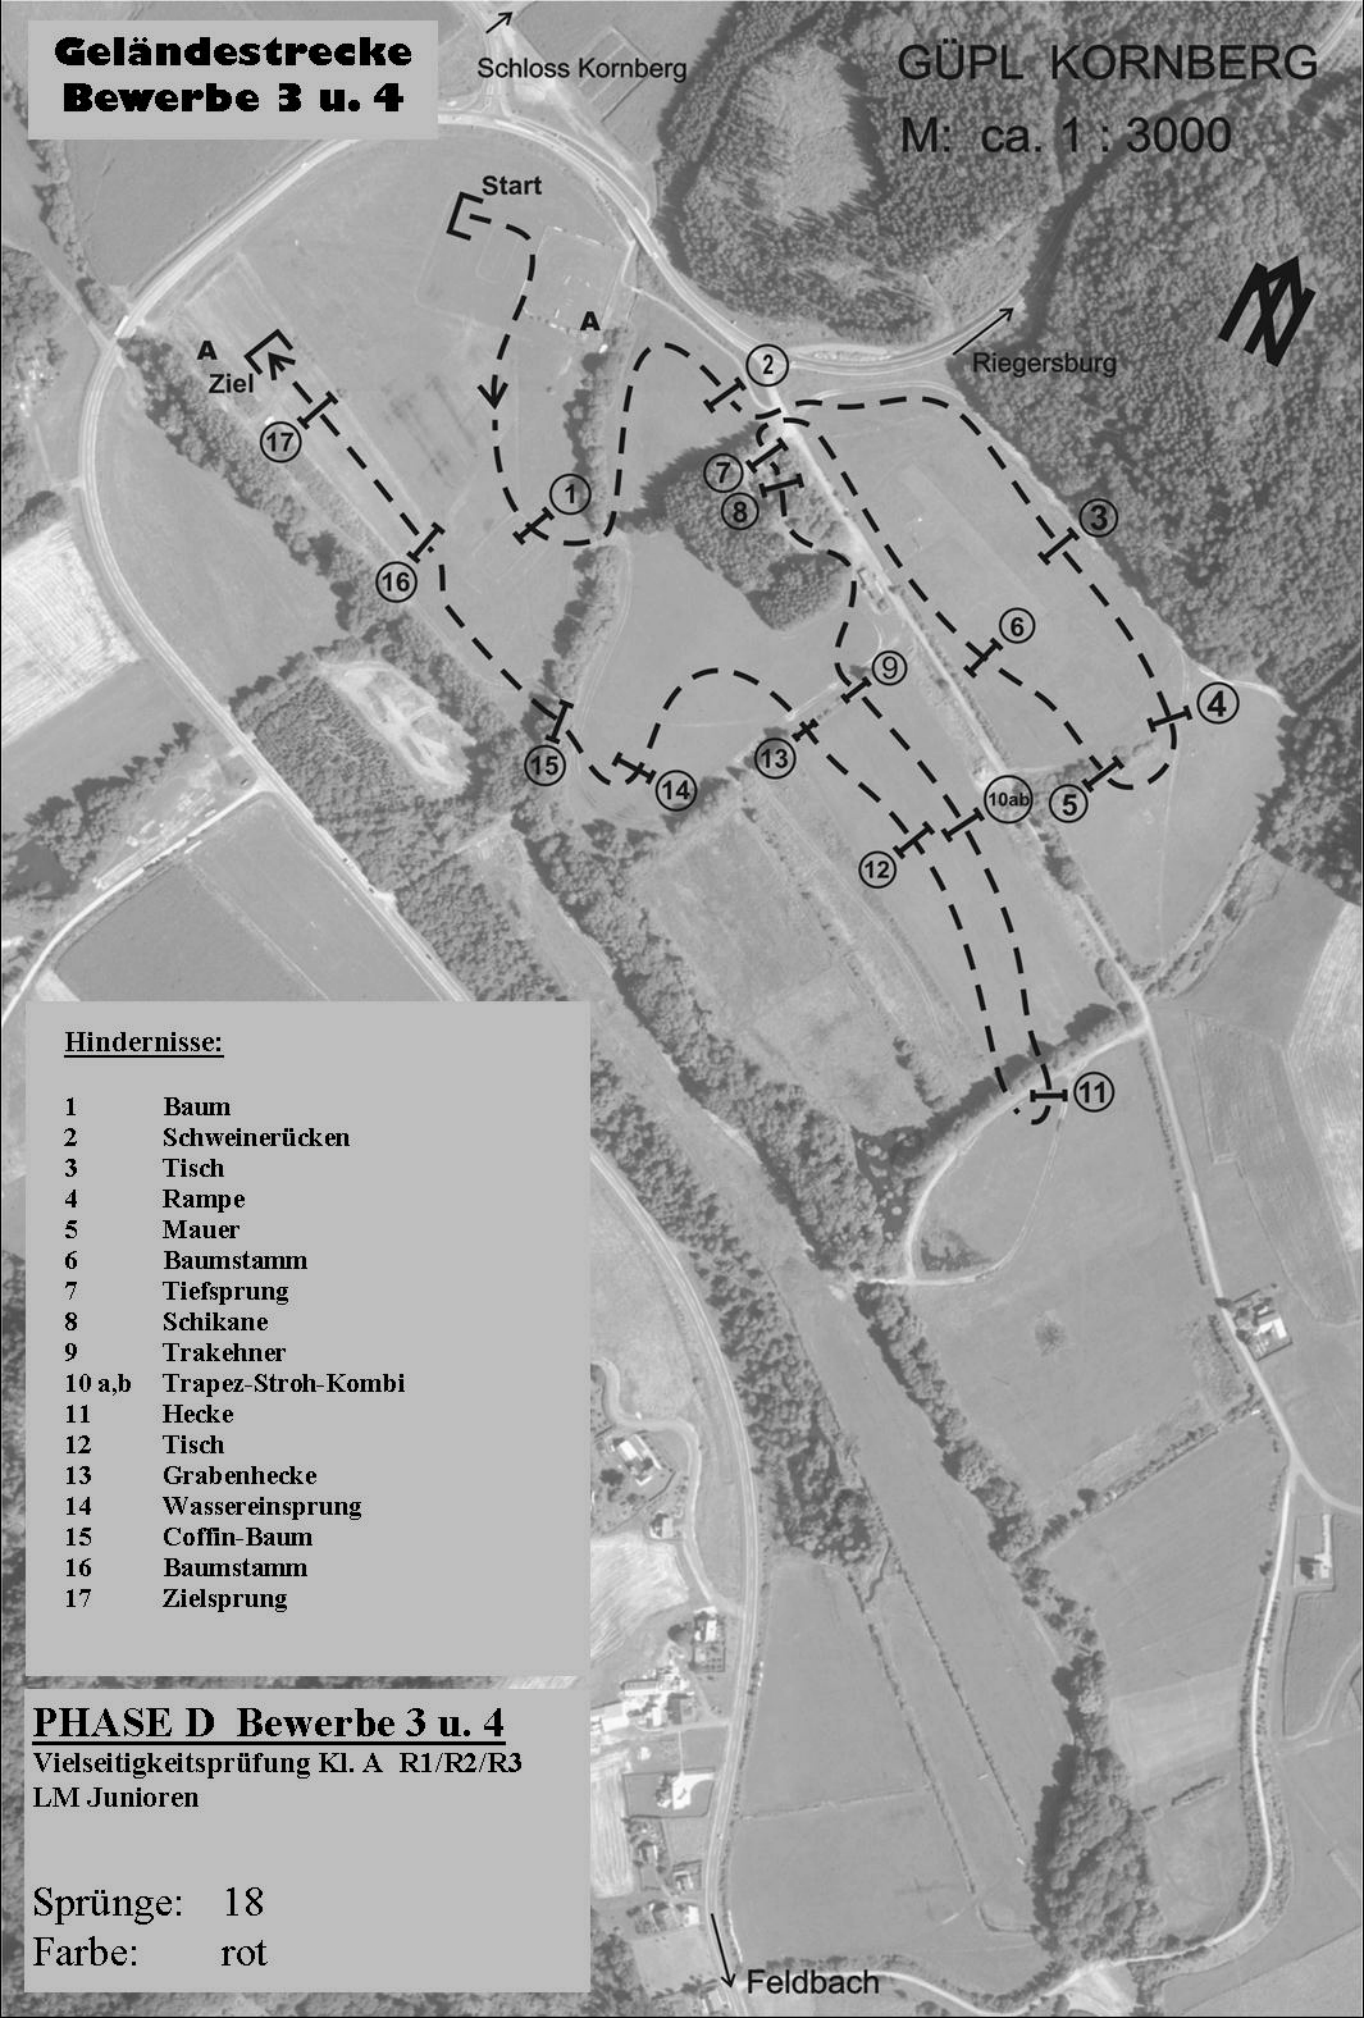 Geländestrecke
Bewerbe 3 u. 4
Schloss Kornberg
GÜPL KORNBERG
M: ca. 1 : 3000
Start
A
A
Ziel
Riegersburg
2
17
7
1
8
3
16
6
9
4
15
13
14
10ab
5
12
11
Hindernisse:
1 Baum
2 Schweinerücken
3 Tisch
4 Rampe
5 Mauer
6 Baumstamm
7 Tiefsprung
8 Schikane
9 Trakehner
10 a,b Trapez-Stroh-Kombi
11 Hecke
12 Tisch
13 Grabenhecke
14 Wassereinsprung
15 Coffin-Baum
16 Baumstamm
17 Zielsprung
PHASE D Bewerbe 3 u. 4
Vielseitigkeitsprüfung Kl. A R1/R2/R3
LM Junioren
Sprünge: 18
Farbe: rot
Feldbach